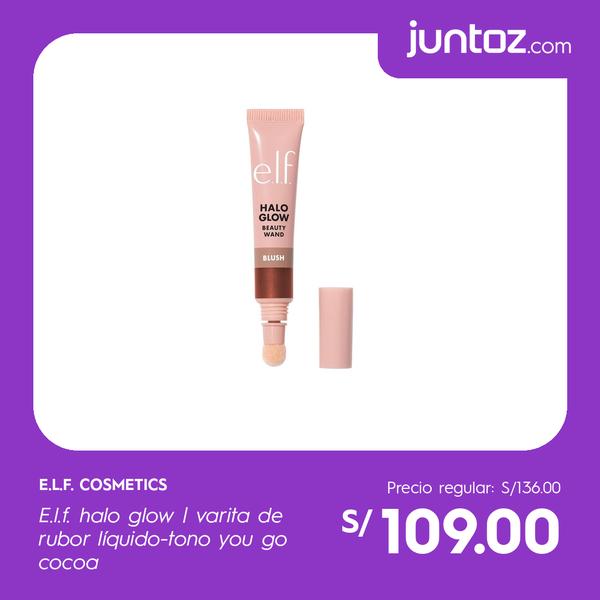 juntoz.com
e.l.f.
HALO
GLOW
BEAUTY
WAND
BLUSH
E.L.F. COSMETICS
E.l.f. halo glow | varita de
rubor líquido-tono you go
cocoa
Precio regular: S/136.00
S/109.00